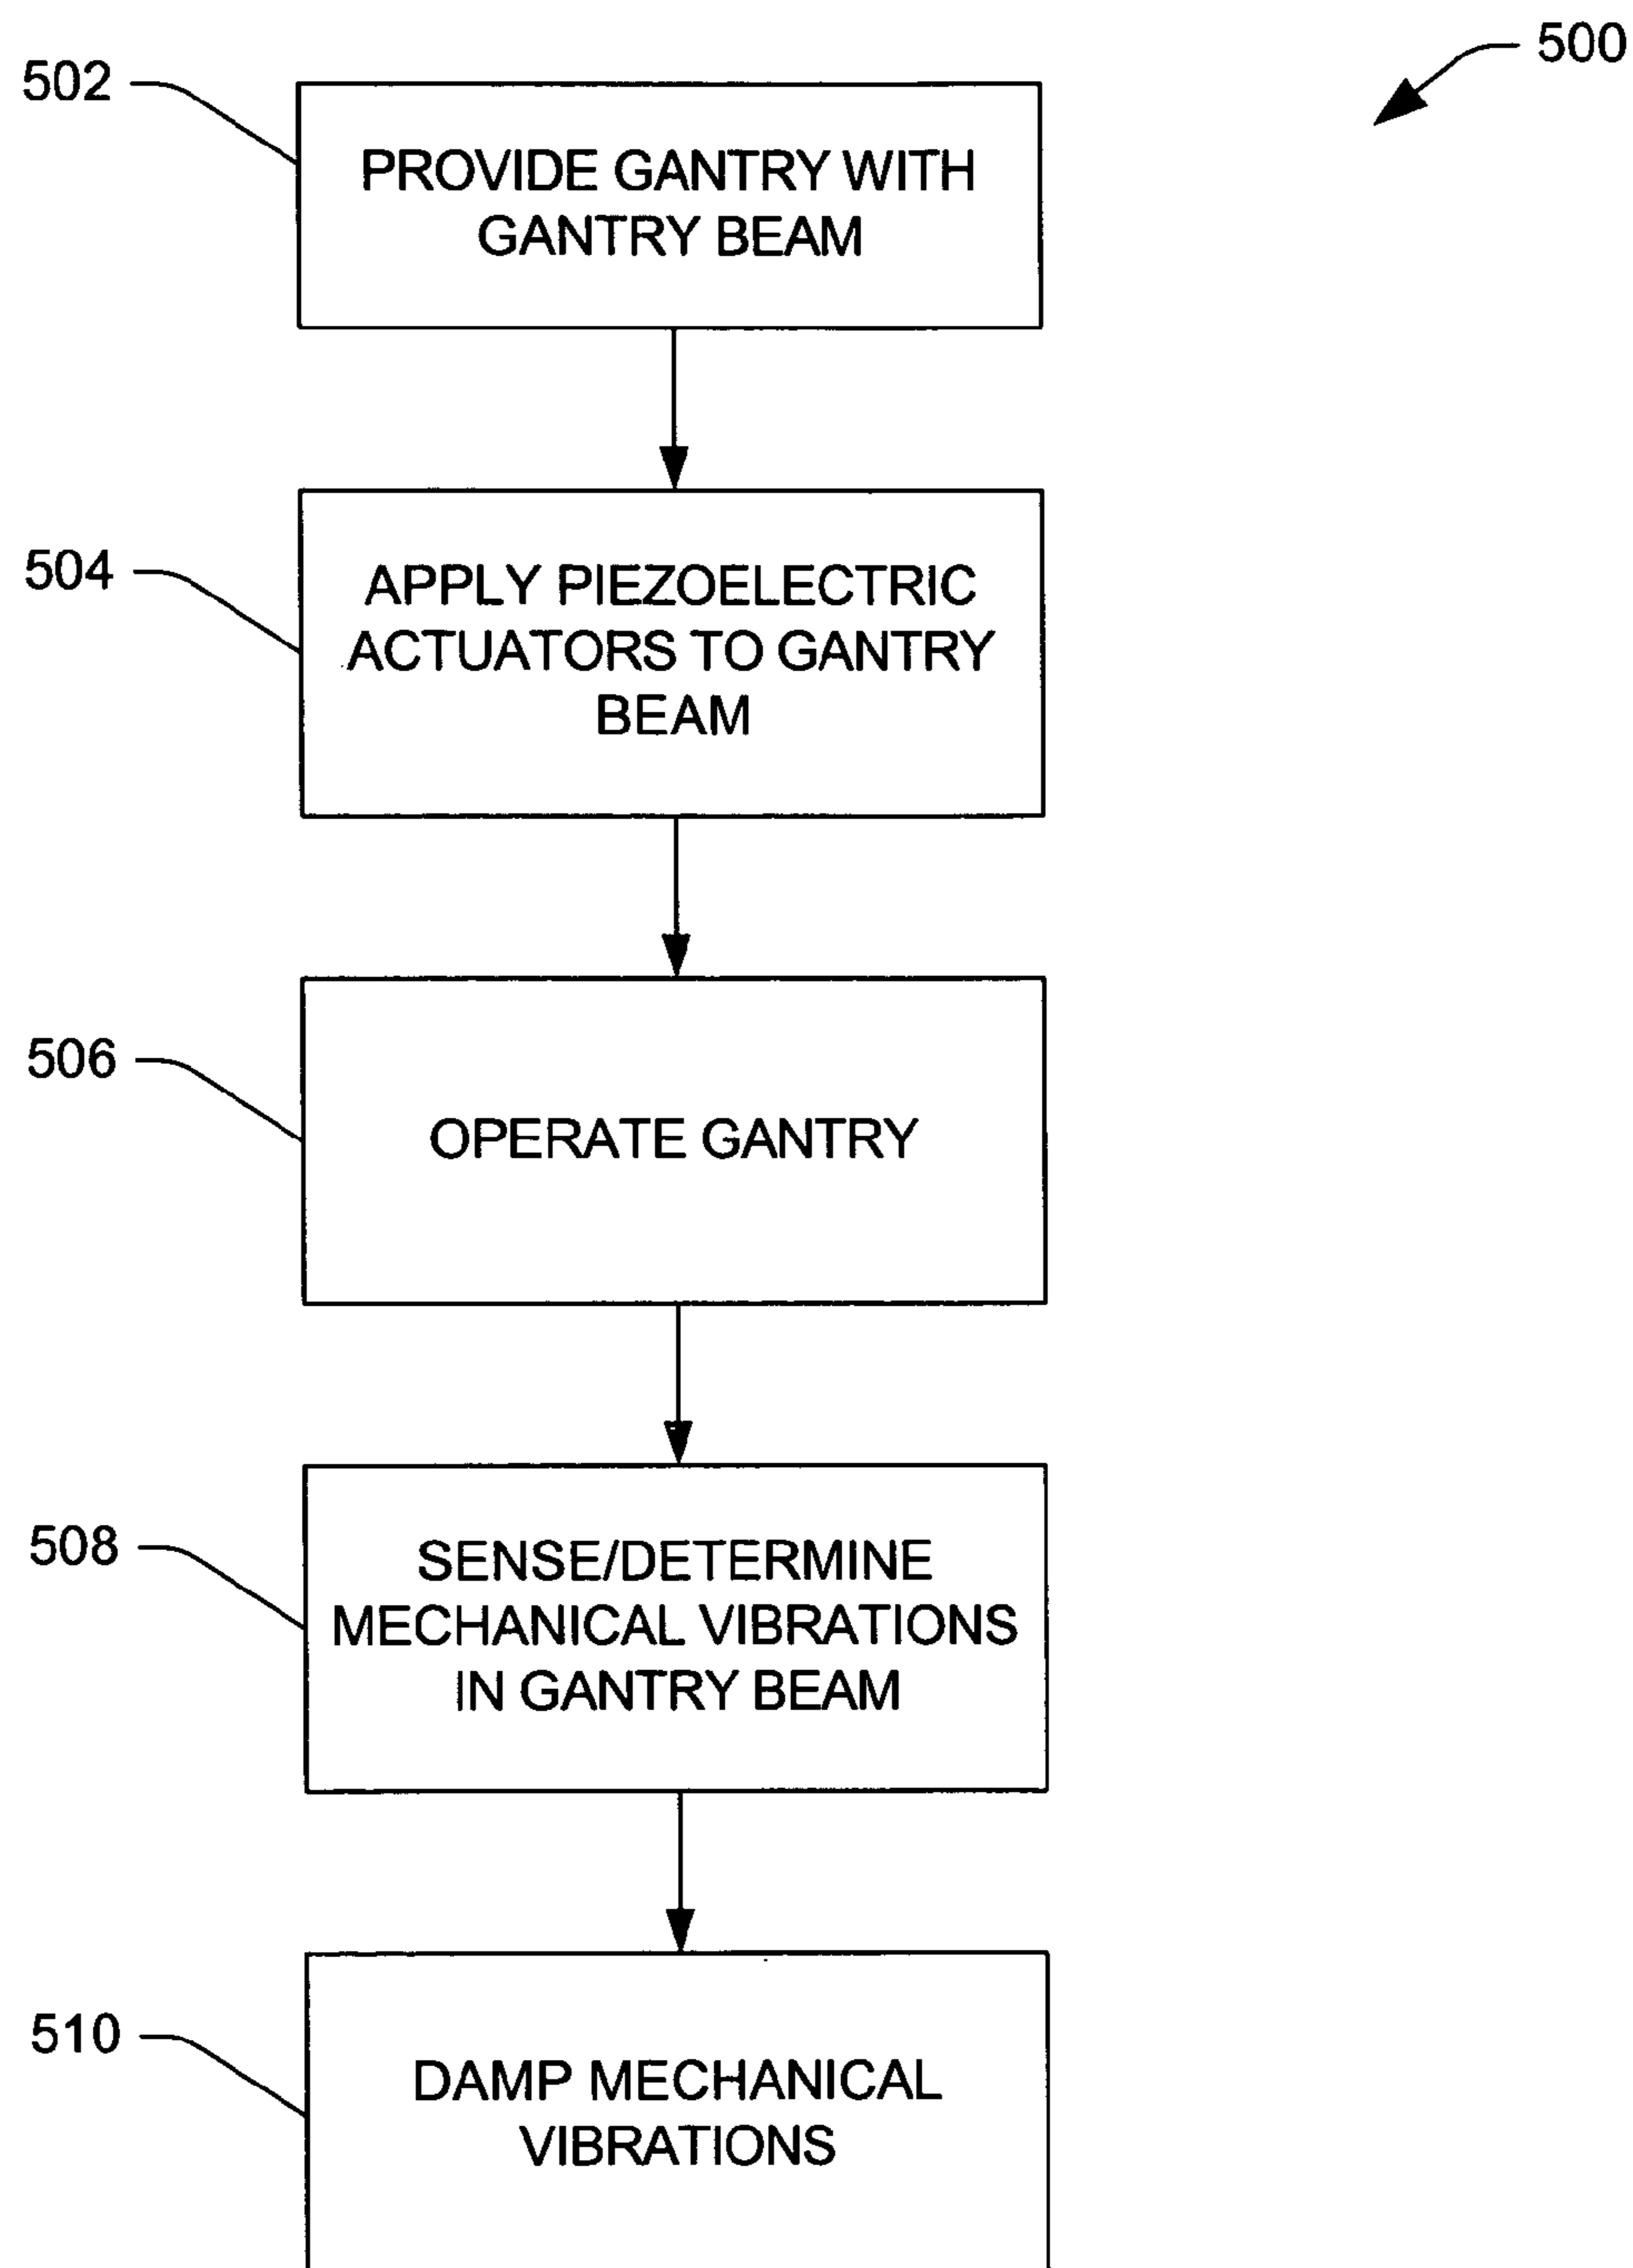 500
502
PROVIDE GANTRY WITH
GANTRY BEAM
504
APPLY PIEZOELECTRIC
ACTUATORS TO GANTRY
BEAM
506
OPERATE GANTRY
508
SENSE/DETERMINE
MECHANICAL VIBRATIONS
IN GANTRY BEAM
510
DAMP MECHANICAL
VIBRATIONS